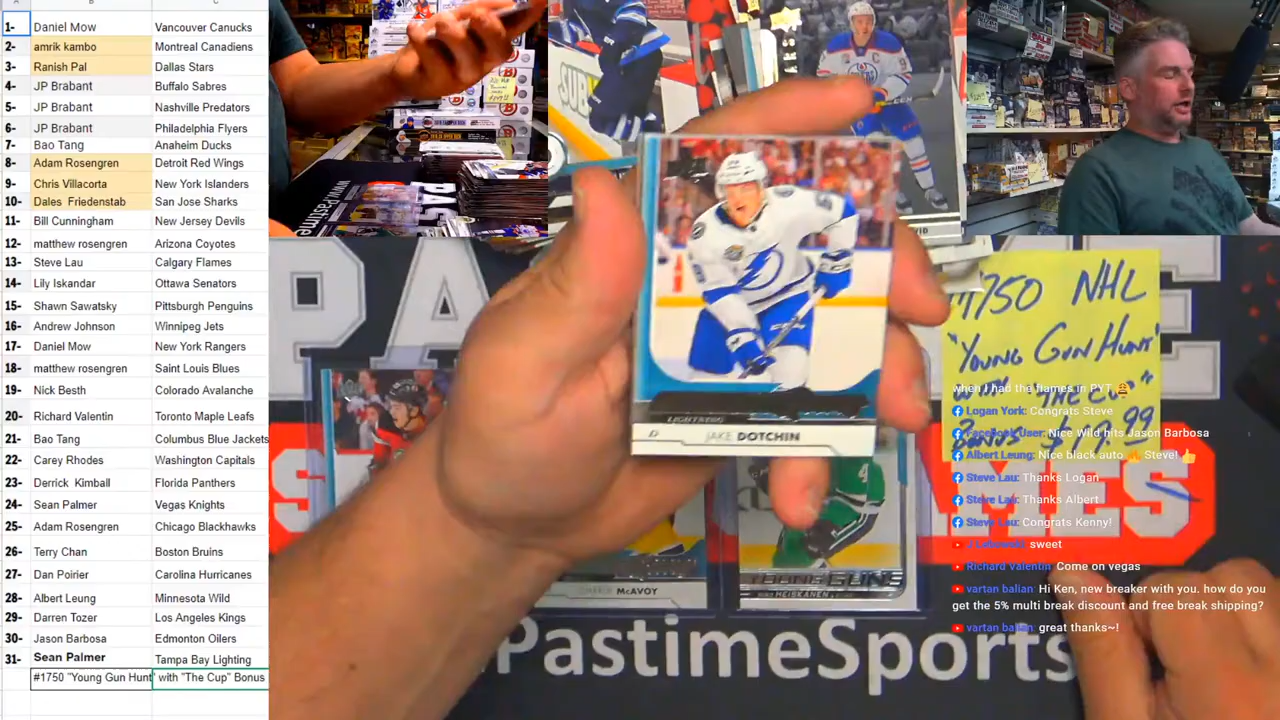 1- Daniel Mow Vancouver Canucks
2- amrik kambo Montreal Canadiens
3- Ranish Pal Dallas Stars
4- JP Brabant Buffalo Sabres
5- JP Brabant Nashville Predators
6- JP Brabant Philadelphia Flyers
7- Bao Tang Anaheim Ducks
8- Adam Rosengren Detroit Red Wings
9- Chris Villacorta New York Islanders
10- Dales Friedenstab San Jose Sharks
11- Bill Cunningham New Jersey Devils
12- matthew rosengren Arizona Coyotes
13- Steve Lau Calgary Flames
14- Lily Iskandar Ottawa Senators
15- Shawn Sawatsky Pittsburgh Penguins
16- Andrew Johnson Winnipeg Jets
17- Daniel Mow New York Rangers
18- matthew rosengren Saint Louis Blues
19- Nick Besth Colorado Avalanche
20- Richard Valentin Toronto Maple Leafs
21- Bao Tang Columbus Blue Jackets
22- Carey Rhodes Washington Capitals
23- Derrick Kimball Florida Panthers
24- Sean Palmer Vegas Knights
25- Adam Rosengren Chicago Blackhawks
26- Terry Chan Boston Bruins
27- Dan Poirier Carolina Hurricanes
28- Albert Leung Minnesota Wild
29- Darren Tozer Los Angeles Kings
30- Jason Barbosa Edmonton Oilers
31- Sean Palmer Tampa Bay Lighting
#1750 "Young Gun Hunt" with "The Cup" Bonus
SUB
LIGHTNING
D JAKE DOTCHIN
McAVOY
YOUNG GUNS
HEISKANEN
#1750 NHL
"Young Gun Hunt"
"The Cup"
when I had the flames in PYT 😩
Logan York: Congrats Steve
Facebook User: Nice Wild hits Jason Barbosa
Albert Leung: Nice black auto 🔥 Steve! 👍
Steve Lau: Thanks Logan
Steve Lau: Thanks Albert
Steve Lau: Congrats Kenny!
sweet
Richard Valentin: Come on vegas
vartan balian: Hi Ken, new breaker with you. how do you
get the 5% multi break discount and free break shipping?
vartan balian: great thanks~!
PastimeSports